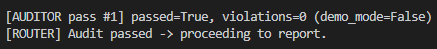 [AUDITOR pass #1] passed=True, violations=0 (demo_mode=False)
[ROUTER] Audit passed -> proceeding to report.